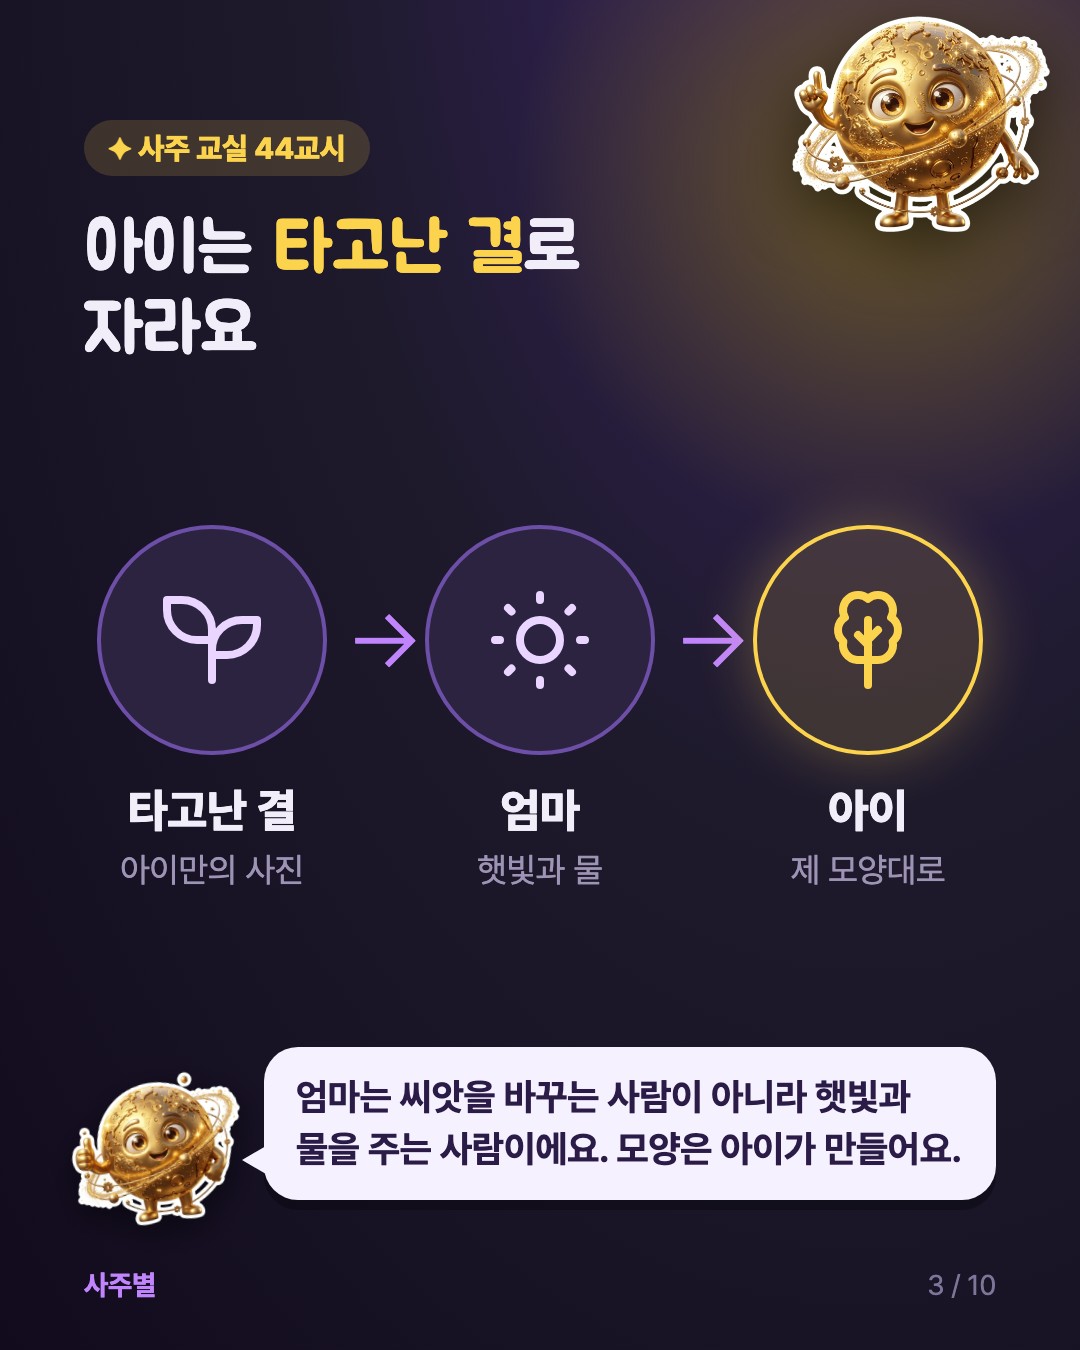 ✦ 사주 교실 44교시
아이는 타고난 결로
자라요
타고난 결
아이만의 사진
엄마
햇빛과 물
아이
제 모양대로
엄마는 씨앗을 바꾸는 사람이 아니라 햇빛과
물을 주는 사람이에요. 모양은 아이가 만들어요.
사주별
3 / 10